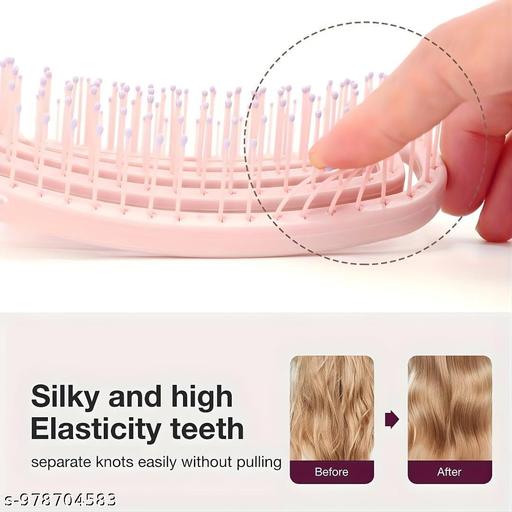 Silky and high
Elasticity teeth
separate knots easily without pulling
Before
After
s-978704583